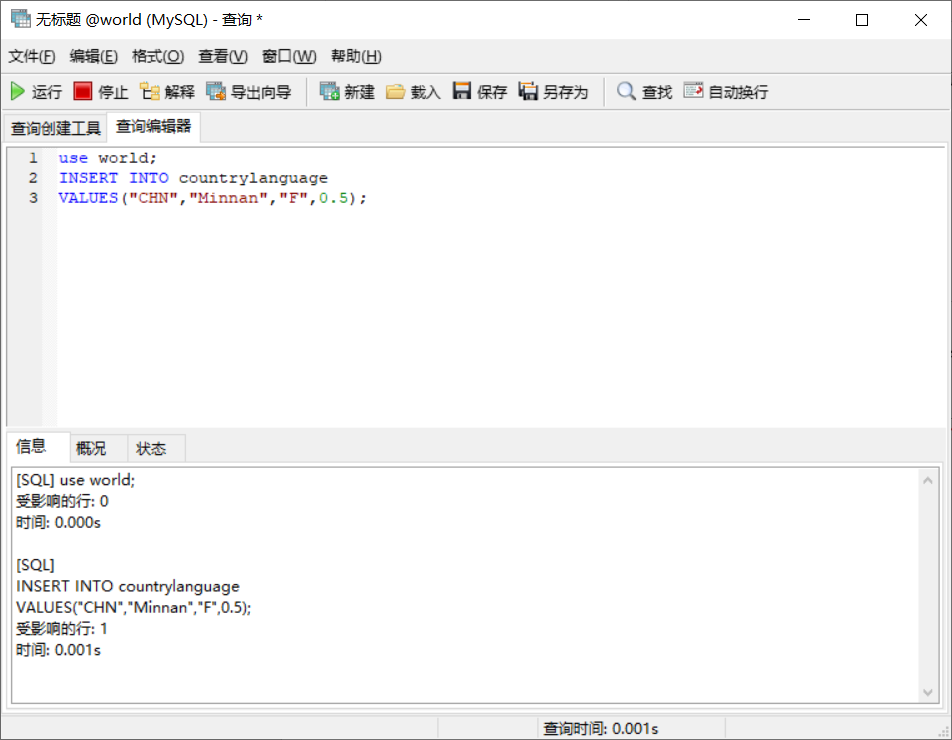 无标题 @world (MySQL) - 查询 *
文件(F) 编辑(E) 格式(O) 查看(V) 窗口(W) 帮助(H)
运行 停止 解释 导出向导 新建 载入 保存 另存为 查找 自动换行
查询创建工具 查询编辑器
1 use world;
2 INSERT INTO countrylanguage
3 VALUES("CHN","Minnan","F",0.5);
信息 概况 状态
[SQL] use world;
受影响的行: 0
时间: 0.000s
[SQL]
INSERT INTO countrylanguage
VALUES("CHN","Minnan","F",0.5);
受影响的行: 1
时间: 0.001s
查询时间: 0.001s